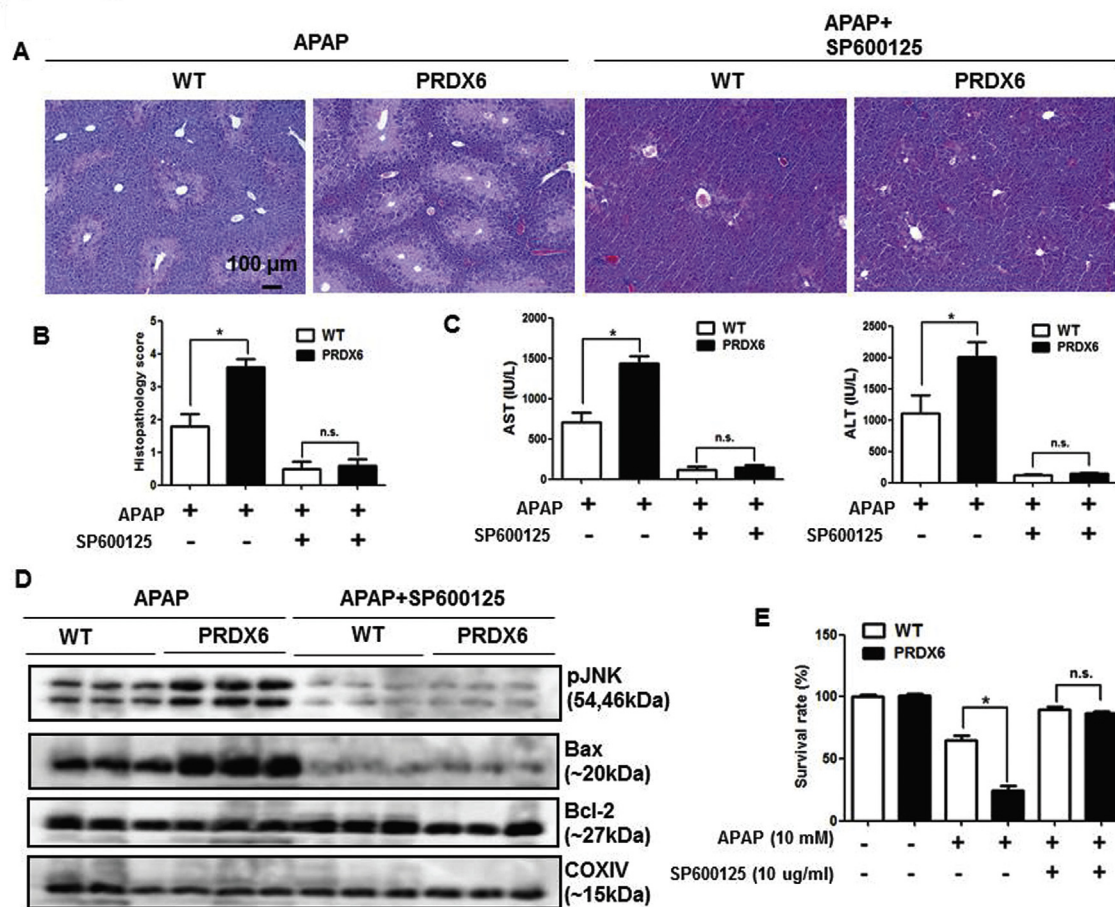 A
APAP
APAP+
SP600125
WT
PRDX6
WT
PRDX6
100 µm
B
Histopathology score
5
4
3
2
1
0
*
n.s.
WT
PRDX6
APAP + + + +
SP600125 - - + +
C
AST (IU/L)
2000
1500
1000
500
0
*
n.s.
WT
PRDX6
APAP + + + +
SP600125 - - + +
ALT (IU/L)
2500
2000
1500
1000
500
0
*
n.s.
WT
PRDX6
APAP + + + +
SP600125 - - + +
D
APAP
APAP+SP600125
WT
PRDX6
WT
PRDX6
pJNK
(54,46kDa)
Bax
(~20kDa)
Bcl-2
(~27kDa)
COXIV
(~15kDa)
E
WT
PRDX6
Survival rate (%)
150
100
50
0
*
n.s.
APAP (10 mM) - - + + + +
SP600125 (10 ug/ml) - - - - + +